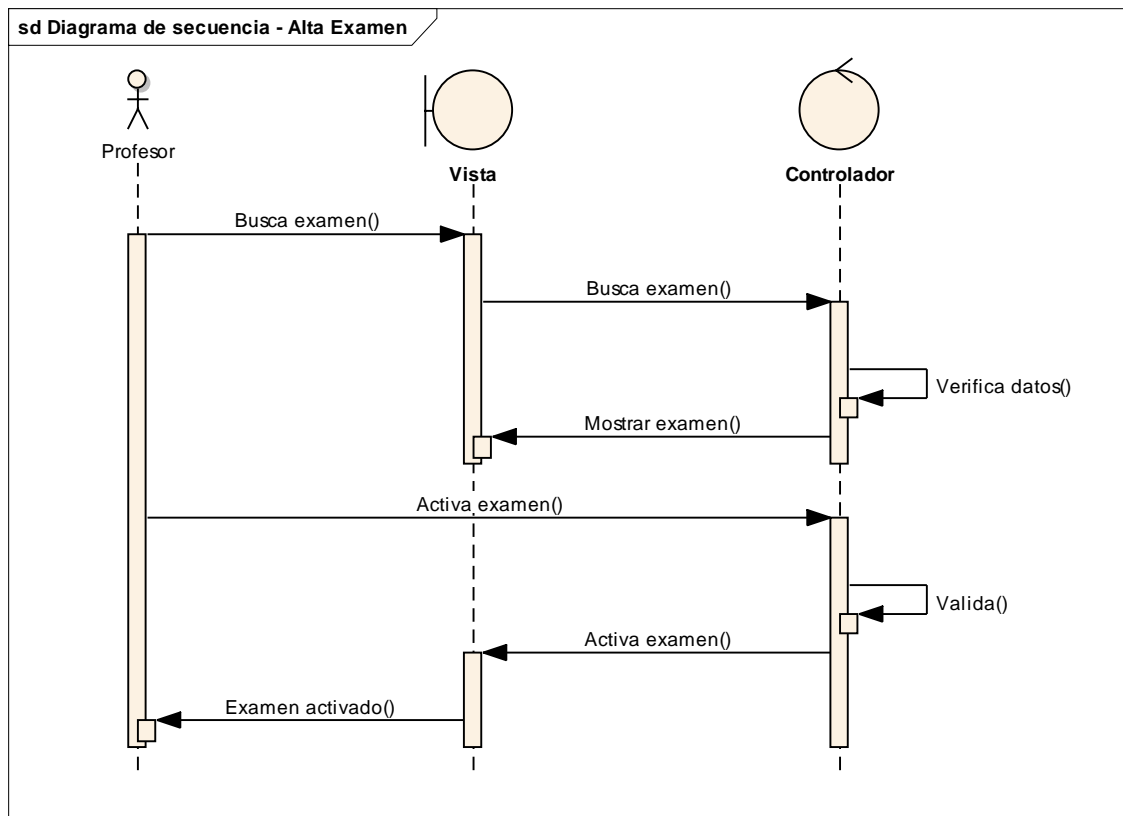 sd Diagrama de secuencia - Alta Examen
Profesor
Vista
Controlador
Busca examen()
Busca examen()
Verifica datos()
Mostrar examen()
Activa examen()
Valida()
Activa examen()
Examen activado()